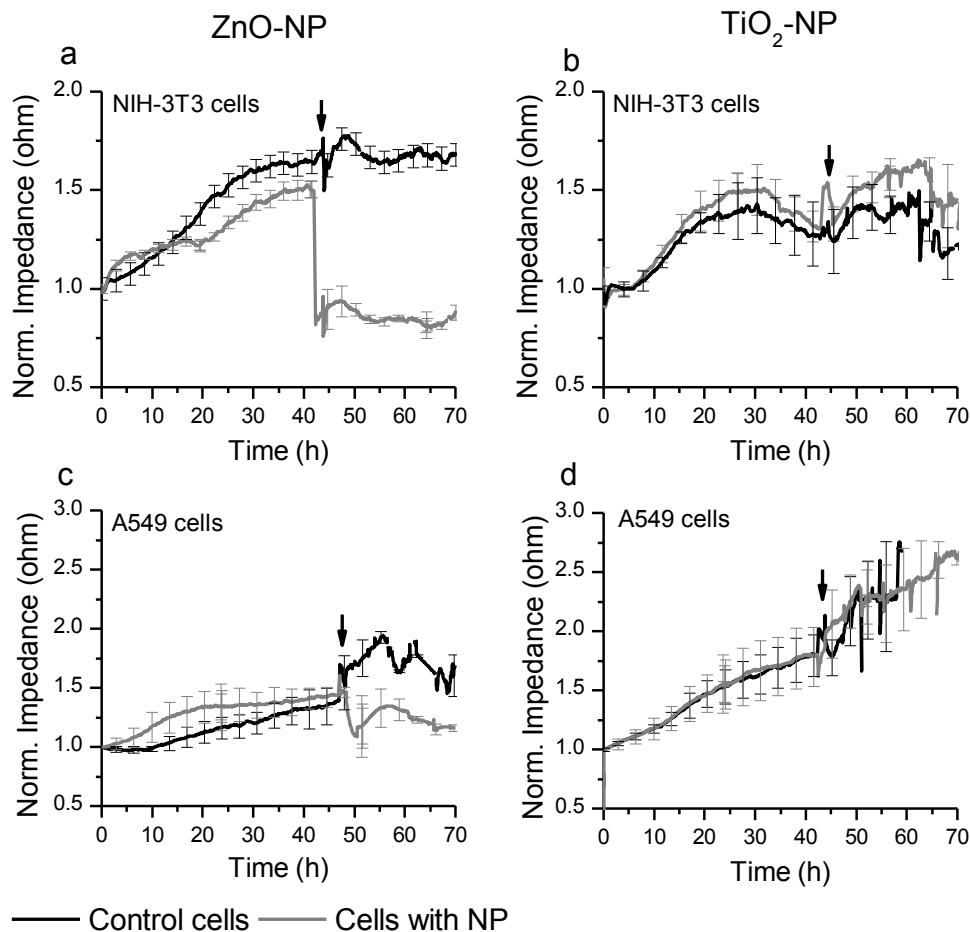 ZnO-NP
TiO₂-NP
a
NIH-3T3 cells
Norm. Impedance (ohm)
2.0
1.5
1.0
0.5
0 10 20 30 40 50 60 70
Time (h)
b
NIH-3T3 cells
Norm. Impedance (ohm)
2.0
1.5
1.0
0.5
0 10 20 30 40 50 60 70
Time (h)
c
A549 cells
Norm. Impedance (ohm)
3.0
2.5
2.0
1.5
1.0
0.5
0 10 20 30 40 50 60 70
Time (h)
d
A549 cells
Norm. Impedance (ohm)
3.0
2.5
2.0
1.5
1.0
0.5
0 10 20 30 40 50 60 70
Time (h)
Control cells
Cells with NP